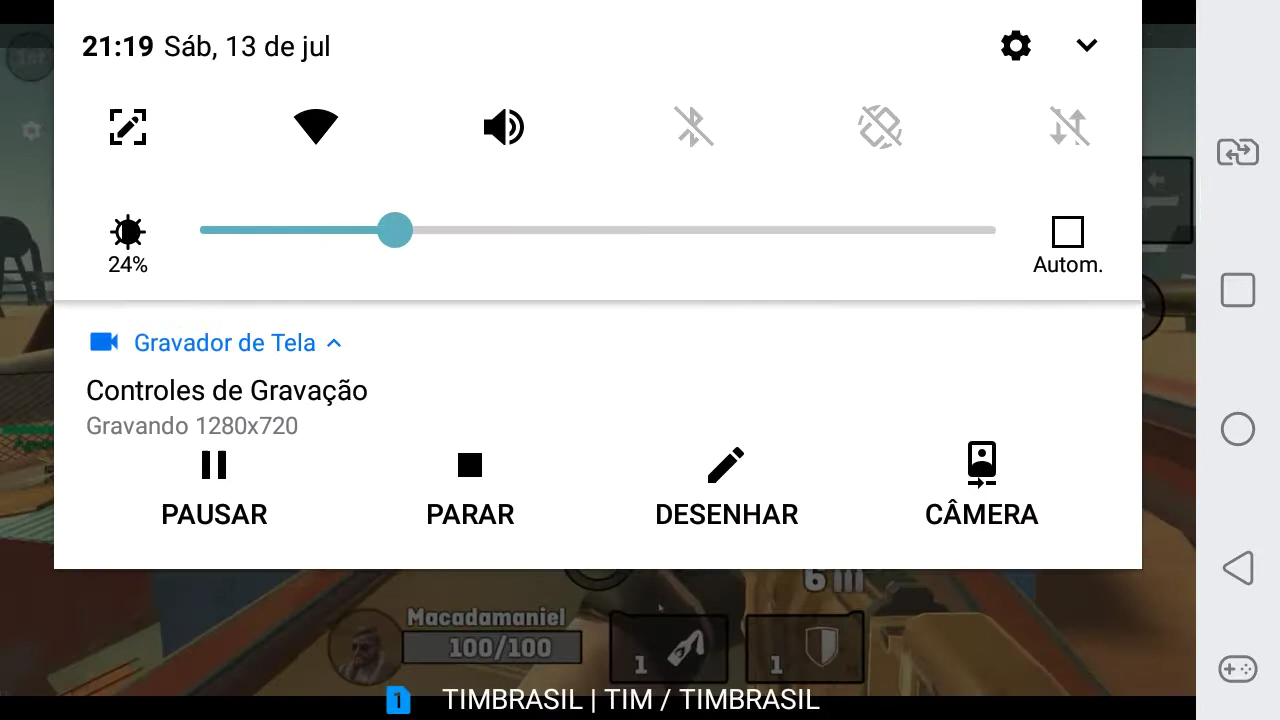 21:19 Sáb, 13 de jul
24%
Autom.
Gravador de Tela
Controles de Gravação
Gravando 1280x720
PAUSAR PARAR DESENHAR CÂMERA
6 m
Macadamaniel
100/100
1 1
1 TIMBRASIL | TIM / TIMBRASIL